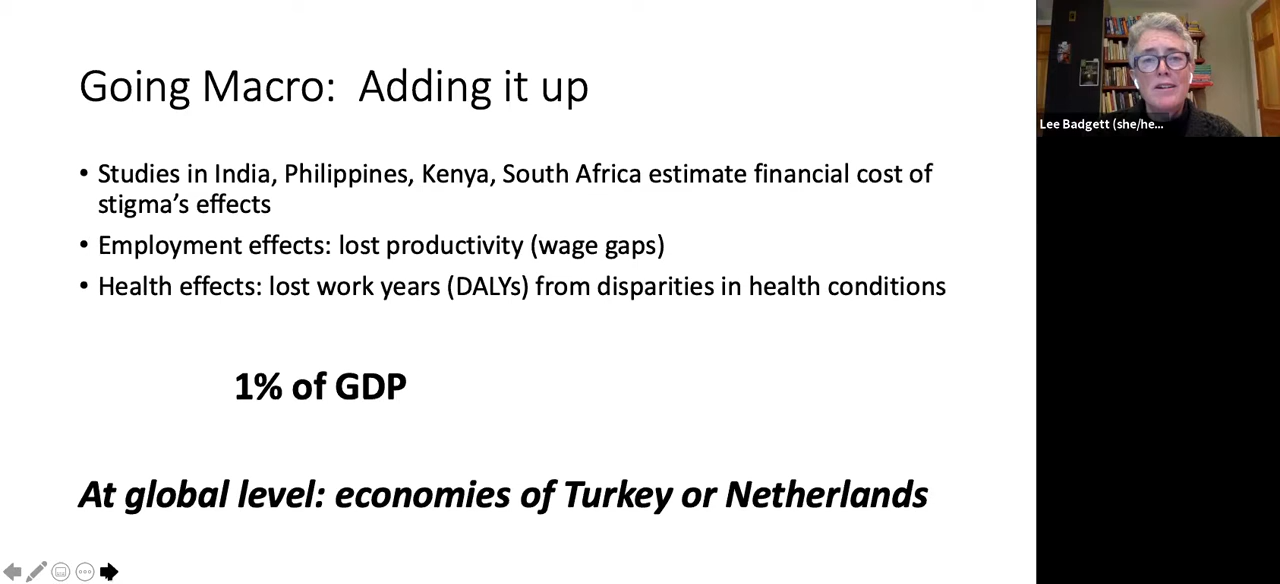 Going Macro: Adding it up
• Studies in India, Philippines, Kenya, South Africa estimate financial cost of
stigma’s effects
• Employment effects: lost productivity (wage gaps)
• Health effects: lost work years (DALYs) from disparities in health conditions
1% of GDP
At global level: economies of Turkey or Netherlands
Lee Badgett (she/he...